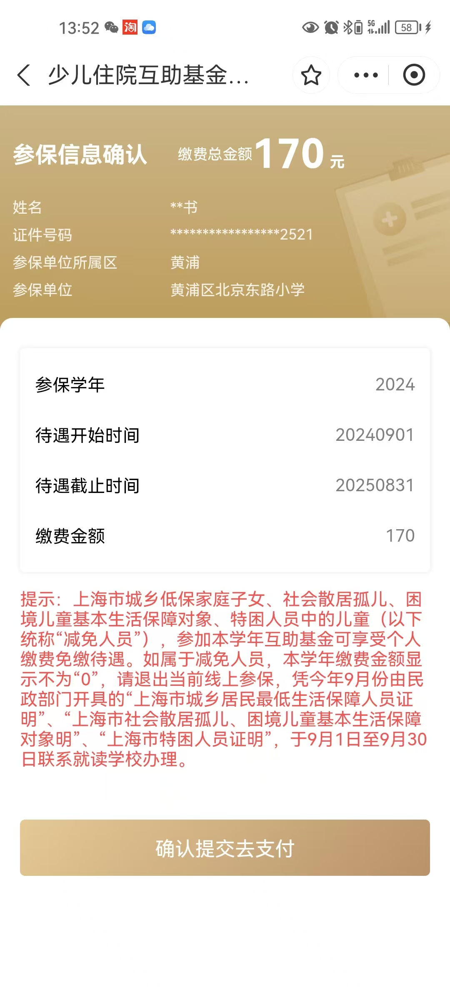 13:52 淘 5G 58
少儿住院互助基金...
参保信息确认 缴费总金额170 元
姓名 **书
证件号码 *****************2521
参保单位所属区 黄浦
参保单位 黄浦区北京东路小学
参保学年 2024
待遇开始时间 20240901
待遇截止时间 20250831
缴费金额 170
提示：上海市城乡低保家庭子女、社会散居孤儿、困
境儿童基本生活保障对象、特困人员中的儿童（以下
统称“减免人员”），参加本学年互助基金可享受个人
缴费免缴待遇。如属于减免人员，本学年缴费金额显
示不为“0”，请退出当前线上参保，凭今年9月份由民
政部门开具的“上海市城乡居民最低生活保障人员证
明”、“上海市社会散居孤儿、困境儿童基本生活保障
对象明”、“上海市特困人员证明”，于9月1日至9月30
日联系就读学校办理。
确认提交去支付